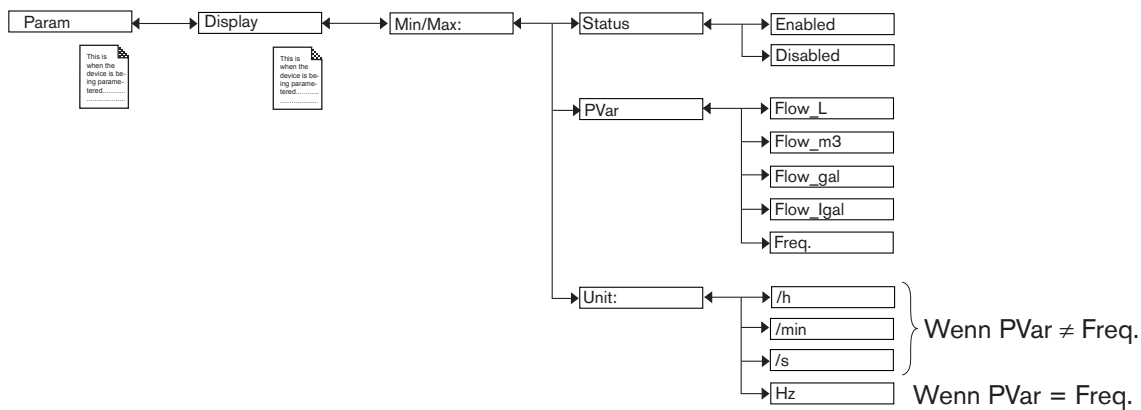 Param
Display
Min/Max:
Status
Enabled
Disabled
This is
when the
device is be-
ing parame-
tered...........
....................
This is
when the
device is be-
ing parame-
tered...........
....................
PVar
Flow_L
Flow_m3
Flow_gal
Flow_Igal
Freq.
Unit:
/h
/min
/s
Wenn PVar ≠ Freq.
Hz
Wenn PVar = Freq.